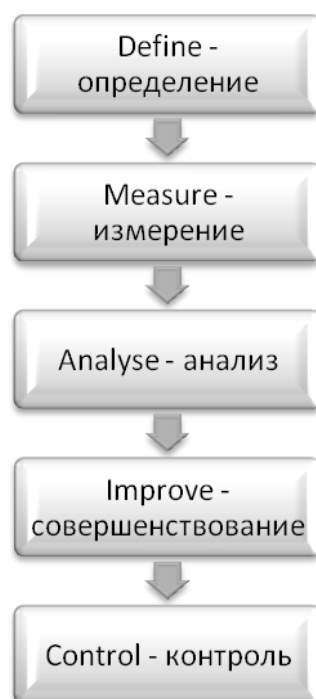 Define -
определение
Measure -
измерение
Analyse - анализ
Improve -
совершенствование
Control - контроль